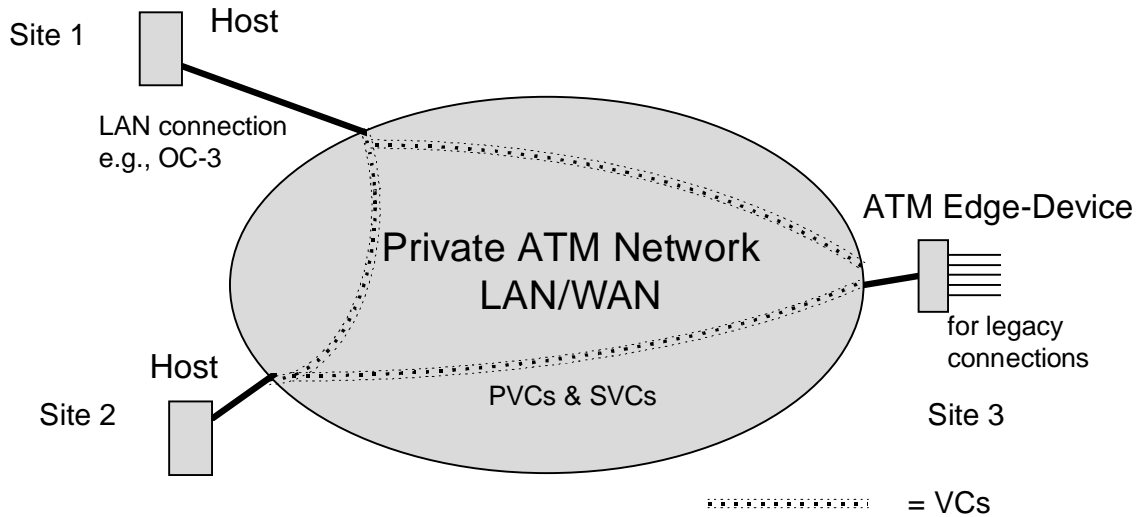 Site 1
Host
LAN connection
e.g., OC-3
ATM Edge-Device
Private ATM Network
LAN/WAN
for legacy
connections
Host
PVCs & SVCs
Site 2
Site 3
= VCs